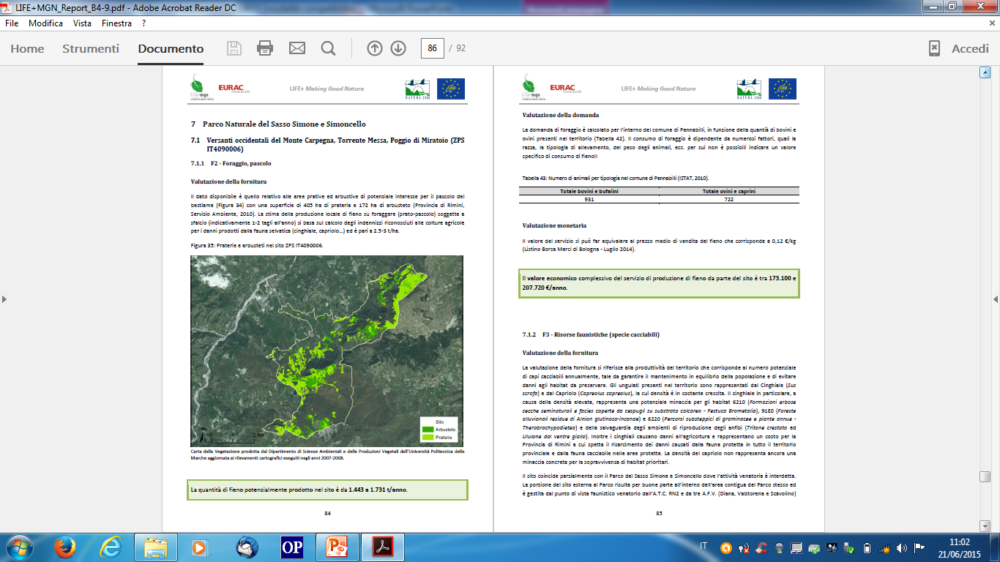 LIFE+MGN_Report_B4-9.pdf - Adobe Acrobat Reader DC
File Modifica Vista Finestra ?
Home Strumenti Documento 86 / 92 Accedi
EURAC
research
LIFE+ Making Good Natura
NATURA 2000
life
7 Parco Naturale del Sasso Simone e Simoncello
7.1 Versanti occidentali del Monte Carpegna, Torrente Messa, Poggio di Miratoio (ZPS
IT4090006)
7.1.1 F2 - Foraggio, pascolo
Valutazione della fornitura
Il dato disponibile è quello relativo alle aree prative ed arbustive di potenziale interesse per il pascolo del
bestiame (Figura 34) con una superficie di 405 ha di prateria e 172 ha di arbusteto (Provincia di Rimini,
Servizio Ambiente, 2010). La stima della produzione locale di fieno su foraggere (prato-pascolo) soggette a
sfalcio (indicativamente 1-2 tagli all'anno) si basa sul calcolo degli indennizzi riconosciuti alle colture agricole
per i danni prodotti dalla fauna selvatica (cinghiale, capriolo...) ed è pari a 2.5-3 t/ha.
Figura 35: Praterie e arbusteti nel sito ZPS IT4090006.
2 km
Sito
Arbusteto
Prateria
Carta della Vegetazione prodotta dal Dipartimento di Scienze Ambientali e delle Produzioni Vegetali dell'Università Politecnica delle
Marche aggiornata ai rilevamenti cartografici eseguiti negli anni 2007-2008.
La quantità di fieno potenzialmente prodotto nel sito è da 1.443 a 1.731 t/anno.
84
EURAC
research
LIFE+ Making Good Natura
NATURA 2000
life
Valutazione della domanda
La domanda di foraggio è calcolato per l'interno del comune di Pennabilli, in funzione della quantià di bovini e
ovini presenti nel territorio (Tabella 42). Il consumo di foraggio è dipendente da numerosi fattori, quali la
razza, la tipologia di allevamento, del peso degli animali, ecc. per cui non è possibili indicare un valore
specifico di consumo di fienoII
Tabella 43: Numero di animali per tipologia nel comune di Pennabilli (ISTAT, 2010).
Totale bovini e bufalini Totale ovini e caprini
931 722
Valutazione monetaria
Il valore del servizio si può far equivalere al prezzo medio di vendita del fieno che corrisponde a 0,12 €/kg
(Listino Borsa Merci di Bologna - Luglio 2014).
Il valore economico complessivo del servizio di produzione di fieno da parte del sito è tra 173.100 e
207.720 €/anno.
7.1.2 F3 - Risorse faunistiche (specie cacciabili)
Valutazione della fornitura
La valutazione della fornitura si riferisce alla produttività del territorio che corrisponde al numero potenziale
di capi cacciabili annualmente, tale da garantire il mantenimento in equilibrio della popolazione e di evitare
danni agli habitat da preservare. Gli ungulati presenti nel territorio sono rappresentati dal Cinghiale (Sus
scrofa) e dal Capriolo (Capreolus capreolus), la cui densità è in costante crescita. Il cinghiale in particolare, a
causa della densità elevata, rappresenta una potenziale minaccia per gli habitat 6210 (Formazioni erbose
secche seminaturali e facies coperte da cespugli su substrato calcareo - Festuca Brometalia), 91E0 (Foreste
alluvionali residue di Alnion glutinoso-incanae) e 6220 (Percorsi substeppici di graminacee e piante annue -
Therobrachypodietea) e della salvaguardia degli ambienti di riproduzione degli anfibi (Tritone crestato ed
Ululone dal ventre giallo). Inoltre i cinghiali causano danni all'agricoltura e rappresentano un costo per la
Provincia di Rimini a cui spetta il risarcimento dei danni causati dalla fauna protetta in tutto il territorio
provinciale e dalla fauna cacciabile nelle aree protette. La densità del capriolo non rappresenta ancora una
minaccia concreta per la sopravvivenza di habitat prioritari.
Il sito coincide parzialmente con il Parco del Sasso Simone e Simoncello dove l'attività venatoria è interdetta.
La porzione del sito esterna al Parco risulta per buone parte all'interno dell'area contigua del Parco stesso ed
è gestita dal punto di vista faunistico venatorio dall'A.T.C. RN2 e da tre A.F.V. (Diana, Valstorena e Scavolino)
85
OP
IT
11:02
21/06/2015